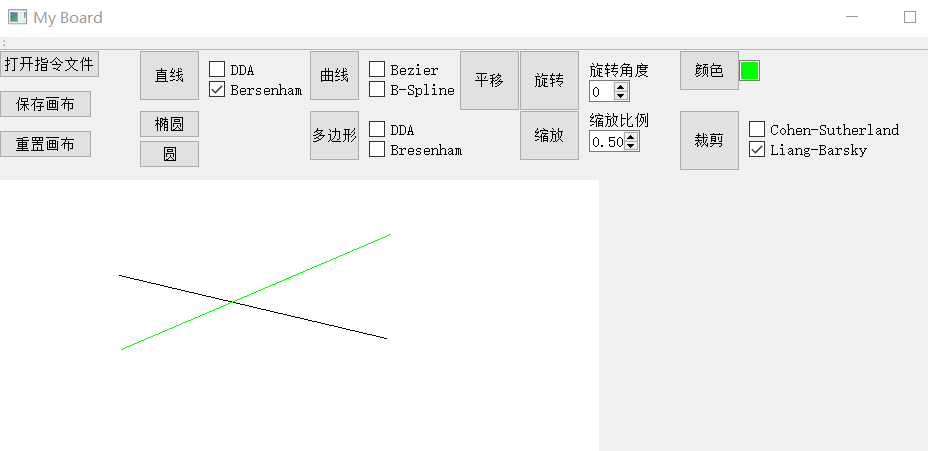 My Board
打开指令文件
保存画布
重置画布
直线
DDA
Bersenham
椭圆
圆
曲线
Bezier
B-Spline
多边形
DDA
Bresenham
平移
旋转
旋转角度
0
缩放
缩放比例
0.50
颜色
裁剪
Cohen-Sutherland
Liang-Barsky